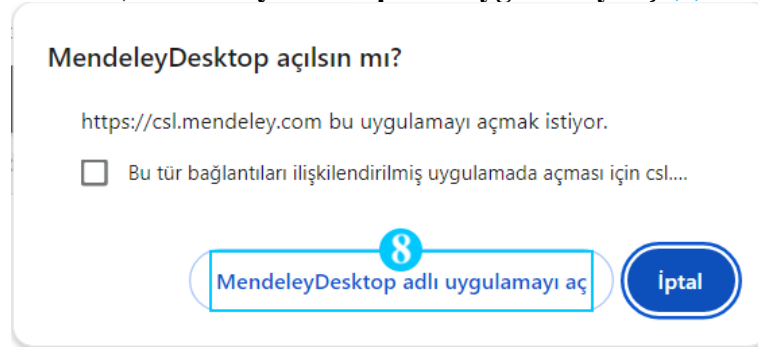 MendeleyDesktop açılsın mı?
https://csl.mendeley.com bu uygulamayı açmak istiyor.
Bu tür bağlantıları ilişkilendirilmiş uygulamada açması için csl....
8
MendeleyDesktop adlı uygulamayı aç
İptal